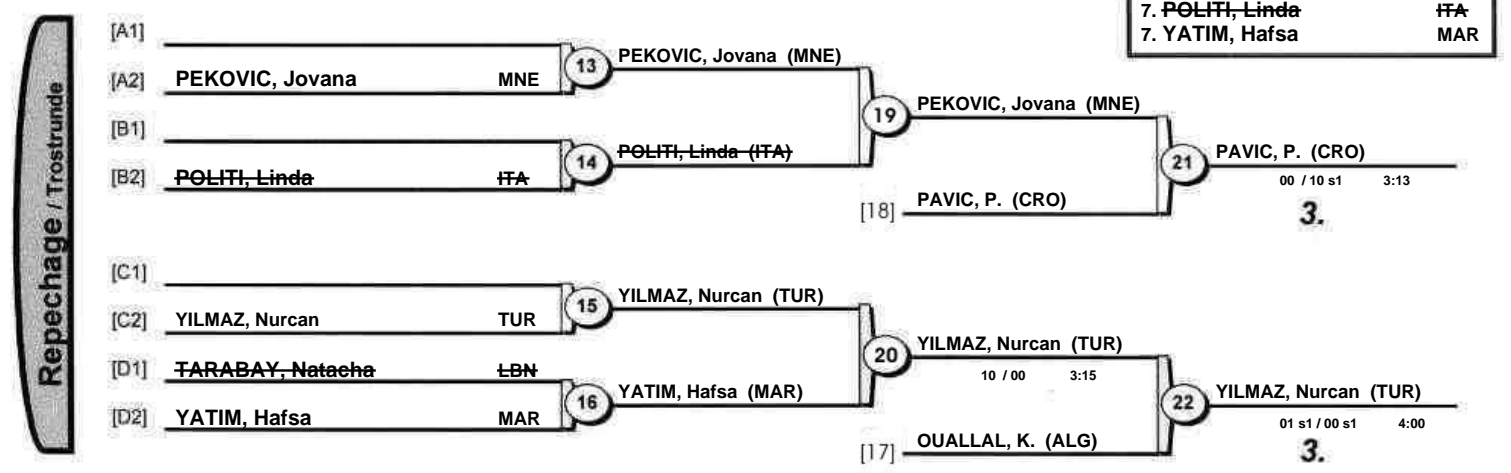 7. POLITI, Linda ITA
7. YATIM, Hafsa MAR
Repechage / Trostrunde
[A1]
[A2] PEKOVIC, Jovana MNE
13 PEKOVIC, Jovana (MNE)
[B1]
[B2] POLITI, Linda ITA
14 POLITI, Linda (ITA)
19 PEKOVIC, Jovana (MNE)
[18] PAVIC, P. (CRO)
21 PAVIC, P. (CRO)
00 / 10 s1 3:13
3.
[C1]
[C2] YILMAZ, Nurcan TUR
15 YILMAZ, Nurcan (TUR)
[D1] TARABAY, Natacha LBN
[D2] YATIM, Hafsa MAR
16 YATIM, Hafsa (MAR)
20 YILMAZ, Nurcan (TUR)
10 / 00 3:15
[17] OUALLAL, K. (ALG)
22 YILMAZ, Nurcan (TUR)
01 s1 / 00 s1 4:00
3.